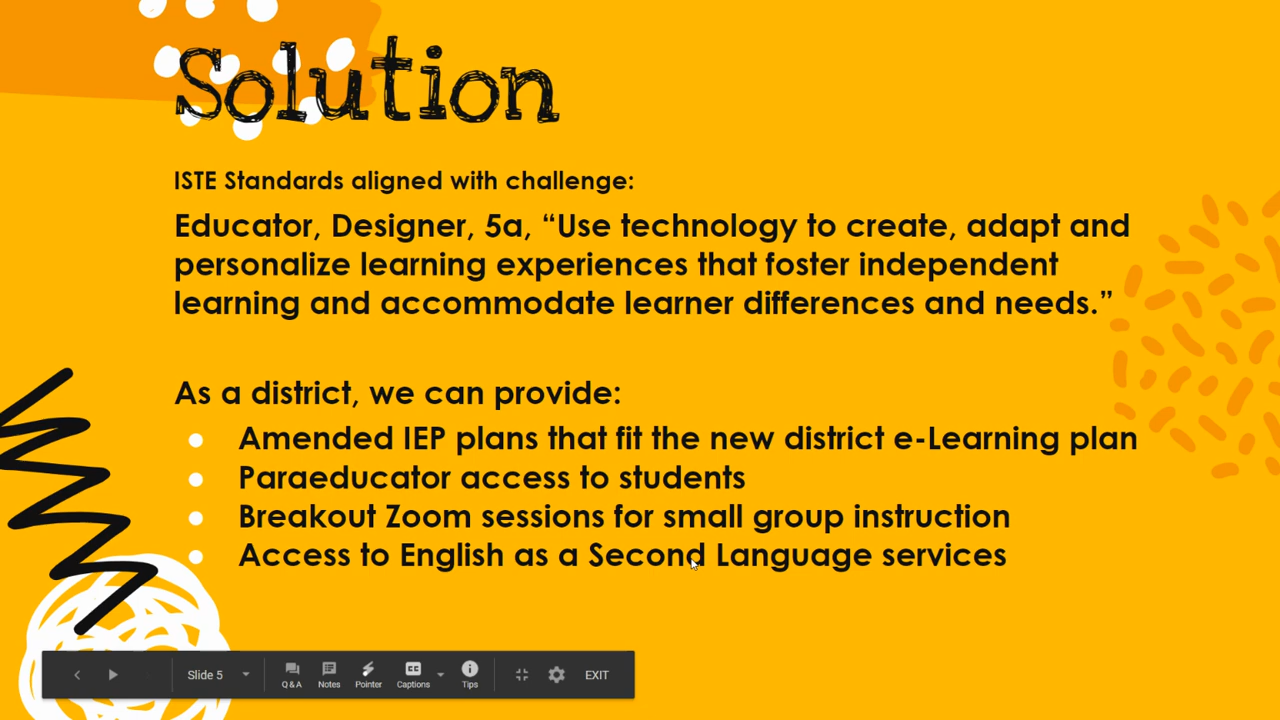 Solution
ISTE Standards aligned with challenge:
Educator, Designer, 5a, “Use technology to create, adapt and
personalize learning experiences that foster independent
learning and accommodate learner differences and needs.”
As a district, we can provide:
● Amended IEP plans that fit the new district e-Learning plan
● Paraeducator access to students
● Breakout Zoom sessions for small group instruction
● Access to English as a Second Language services
Slide 5
Q & A
Notes
Pointer
CC
Captions
Tips
EXIT